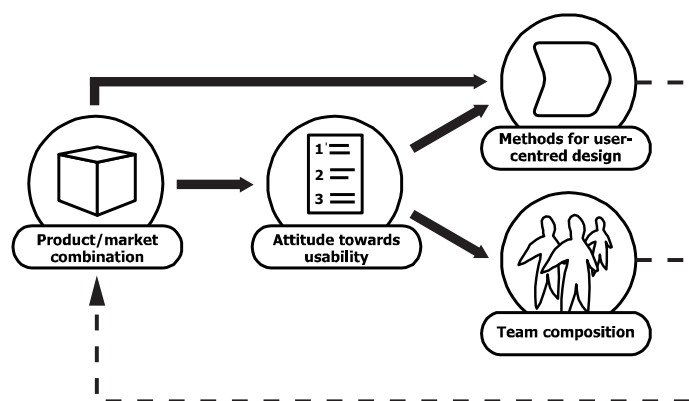 Methods for user-
centred design
1
2
3
Product/market
combination
Attitude towards
usability
Team composition